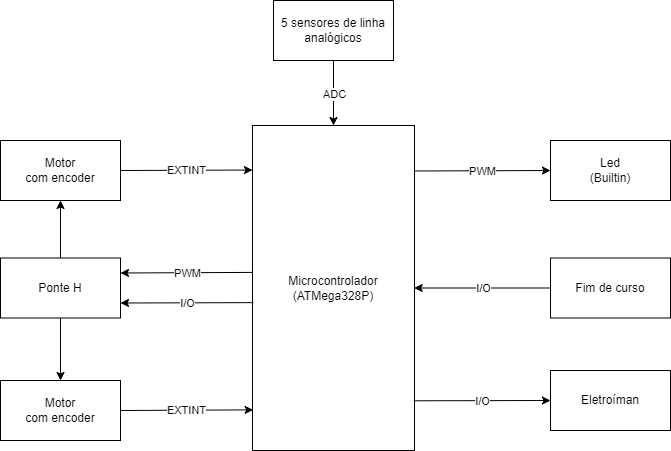 5 sensores de linha
analógicos
ADC
Motor
com encoder
EXTINT
PWM
Led
(Builtin)
Ponte H
PWM
I/O
Microcontrolador
(ATMega328P)
I/O
Fim de curso
Motor
com encoder
EXTINT
I/O
Eletroíman